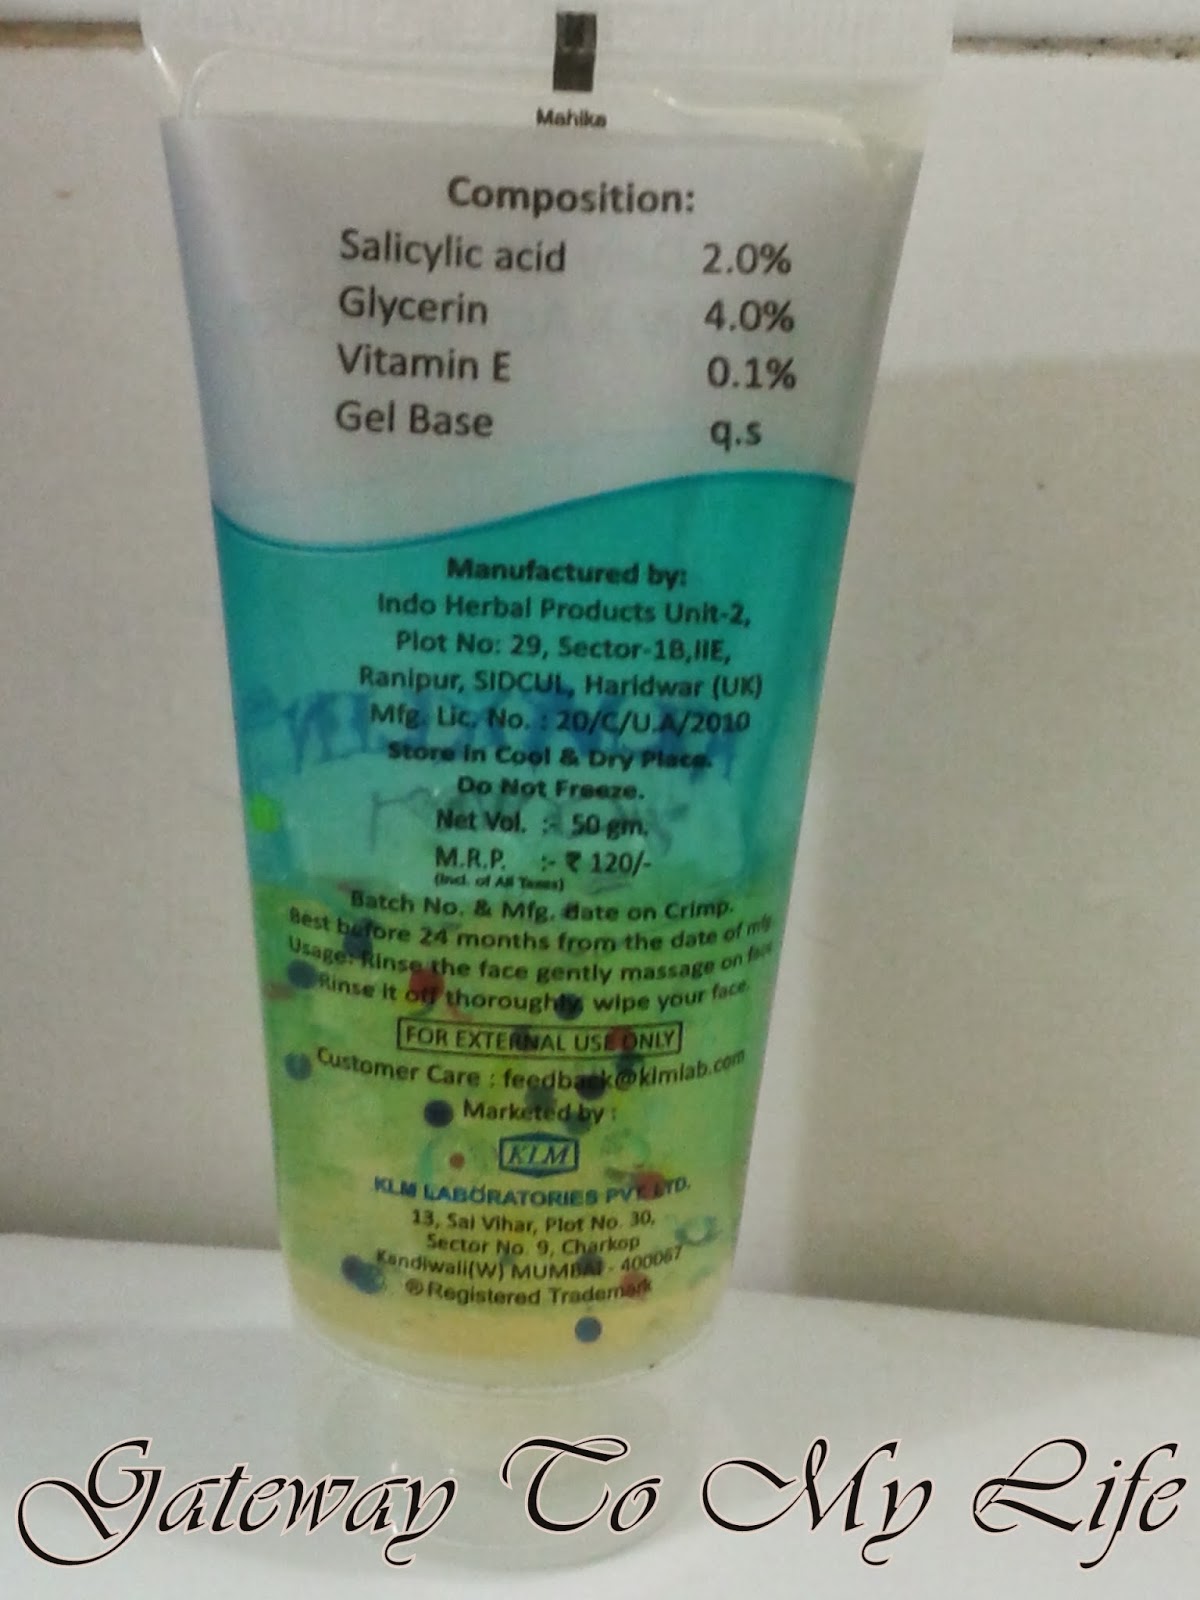 Mahika
Composition:
Salicylic acid 2.0%
Glycerin 4.0%
Vitamin E 0.1%
Gel Base q.s
Manufactured by:
Indo Herbal Products Unit-2,
Plot No: 29, Sector-1B,IIE,
Ranipur, SIDCUL, Haridwar (UK)
Mfg. Lic. No. : 20/C/U.A/2010
Store in Cool & Dry Place.
Do Not Freeze.
Net Vol. :- 50 gm.
M.R.P. :- ₹ 120/-
(Incl. of All Taxes)
Batch No. & Mfg. date on Crimp.
Best before 24 months from the date of mfg.
Usage: Rinse the face gently massage on face
Rinse it off thoroughly wipe your face.
FOR EXTERNAL USE ONLY
Customer Care : feedback@klmlab.com
Marketed by :
KLM
KLM LABORATORIES PVT. LTD.
13, Sai Vihar, Plot No. 30,
Sector No. 9, Charkop
Kandiwali(W) MUMBAI - 400067
® Registered Trademark
Gateway To My Life